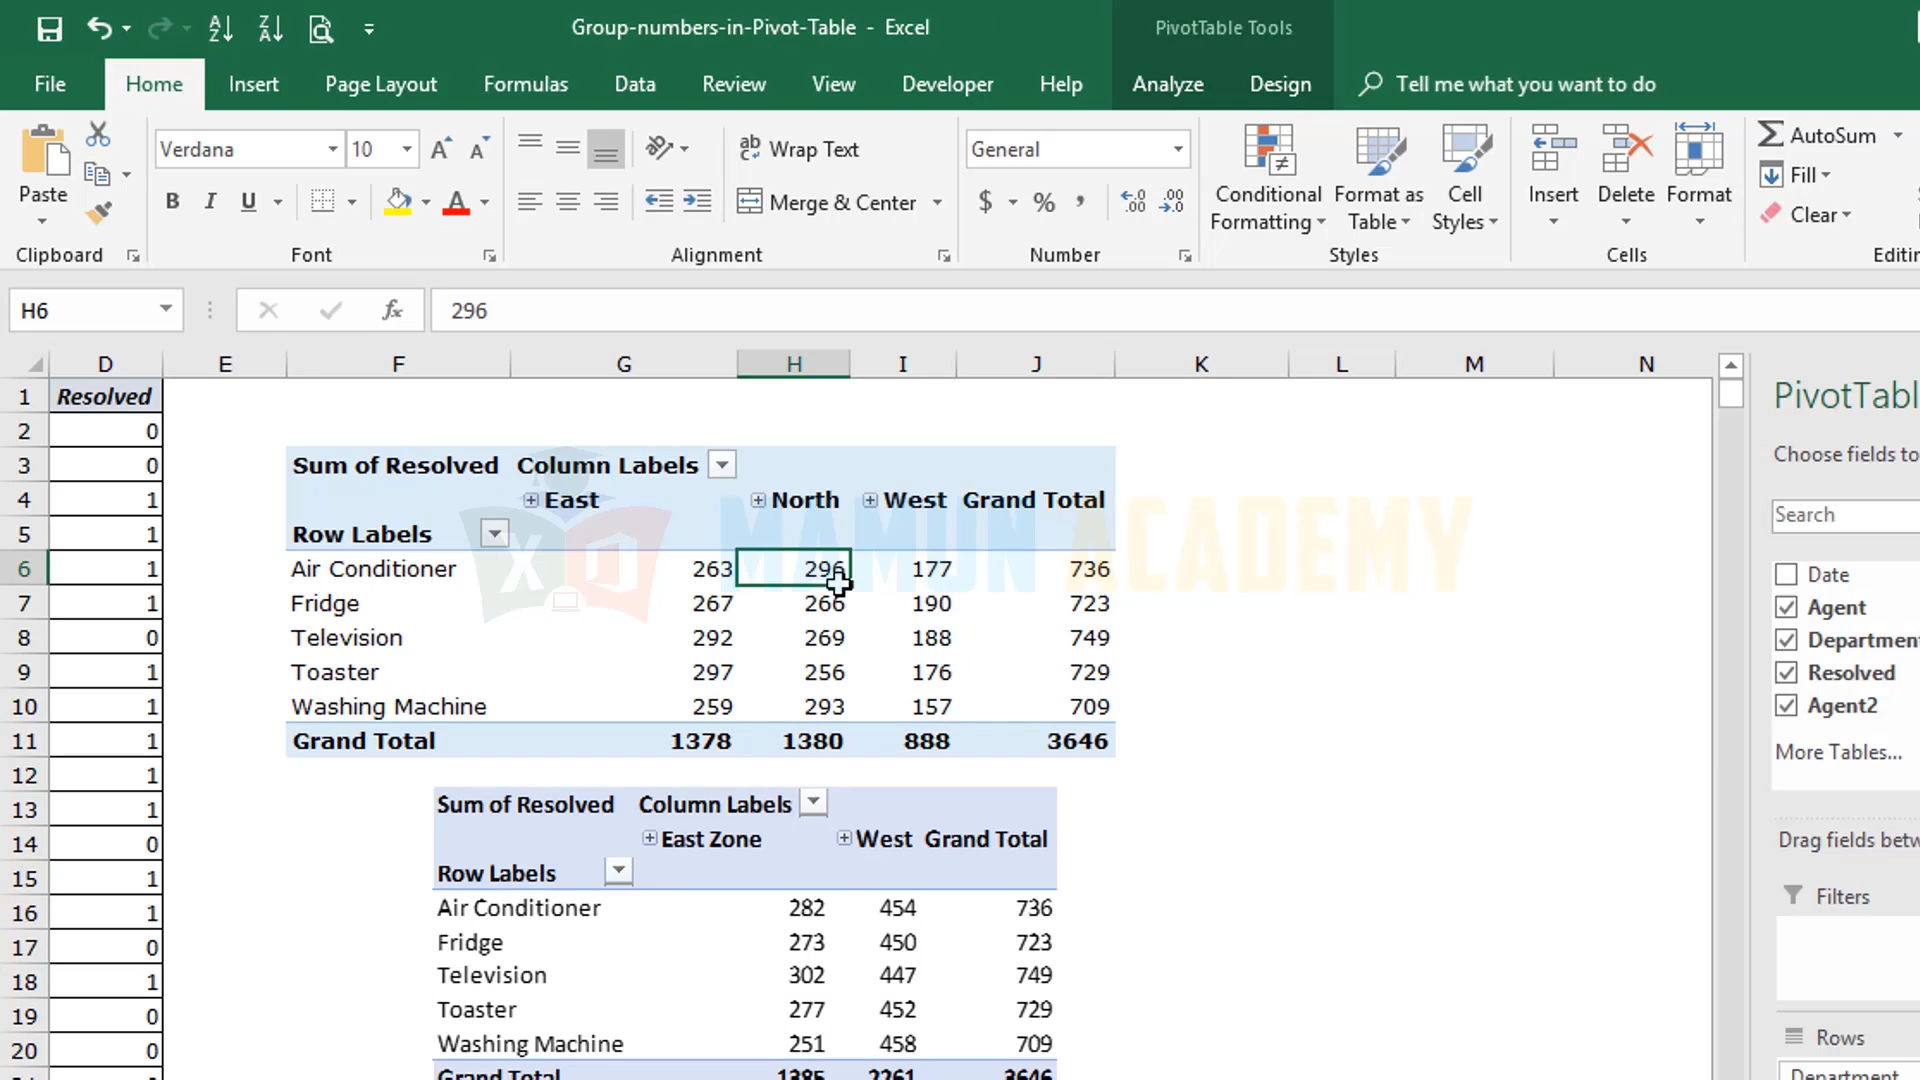 Group-numbers-in-Pivot-Table - Excel
PivotTable Tools
File Home Insert Page Layout Formulas Data Review View Developer Help Analyze Design Tell me what you want to do
Paste
Clipboard
Verdana 10
B I U
Font
Wrap Text
Merge & Center
Alignment
General
$ % ,
Number
Conditional Formatting
Format as Table
Cell Styles
Styles
Insert Delete Format
Cells
AutoSum
Fill
Clear
H6 fx 296
D E F G H I J K L M N
1 Resolved
2 0
3 0 Sum of Resolved Column Labels
4 1 East North West Grand Total
5 1 Row Labels
6 1 Air Conditioner 263 296 177 736
7 1 Fridge 267 266 190 723
8 0 Television 292 269 188 749
9 1 Toaster 297 256 176 729
10 1 Washing Machine 259 293 157 709
11 1 Grand Total 1378 1380 888 3646
12 1
13 1
14 0
15 1
16 1
17 0
18 1
19 0
20 0
MAMUN ACADEMY
Sum of Resolved Column Labels
East Zone West Grand Total
Row Labels
Air Conditioner 282 454 736
Fridge 273 450 723
Television 302 447 749
Toaster 277 452 729
Washing Machine 251 458 709
Grand Total 1385 2261 3646
PivotTabl
Choose fields to
Search
Date
Agent
Department
Resolved
Agent2
More Tables...
Drag fields betw
Filters
Rows
Department